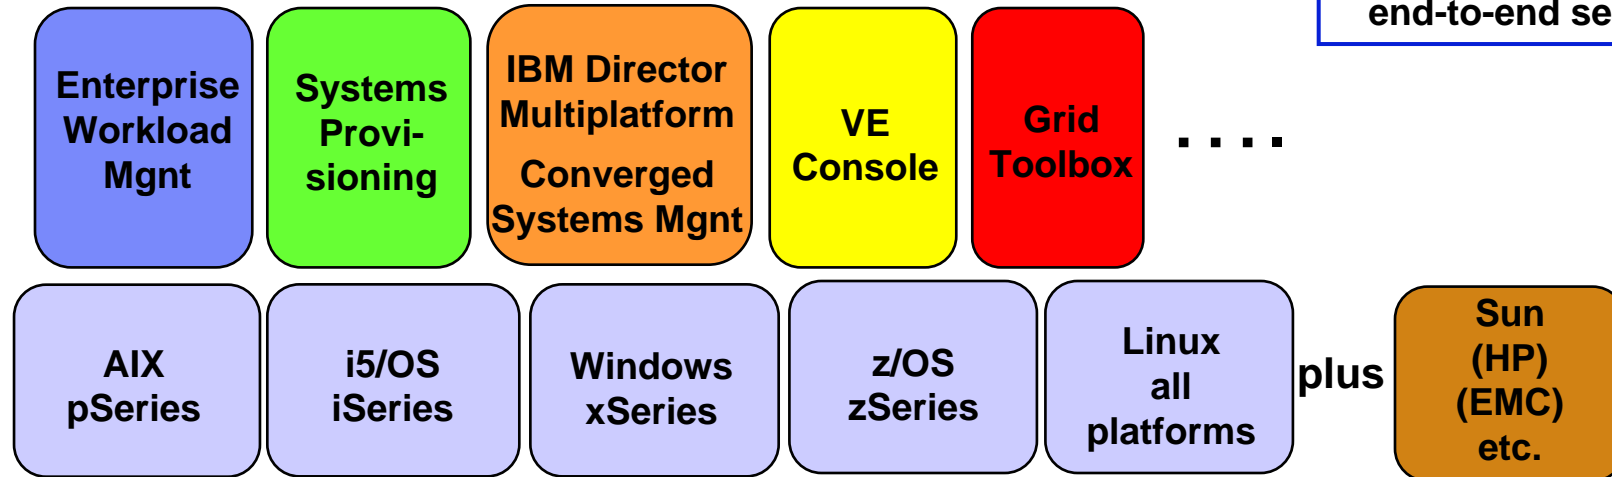 end-to-end se
Enterprise
Workload
Mgnt
Systems
Provi-
sioning
IBM Director
Multiplatform
Converged
Systems Mgnt
VE
Console
Grid
Toolbox
. . . .
AIX
pSeries
i5/OS
iSeries
Windows
xSeries
z/OS
zSeries
Linux
all
platforms
plus
Sun
(HP)
(EMC)
etc.